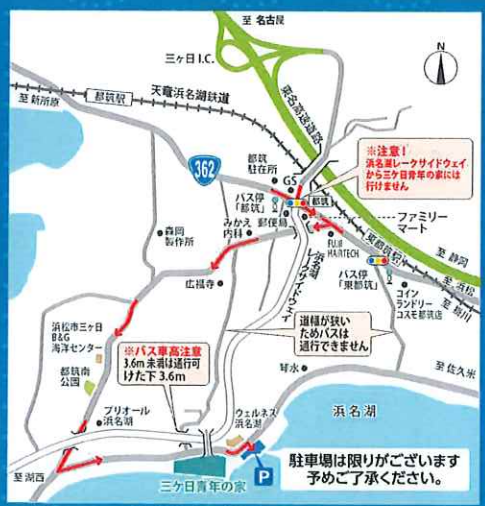 至 名古屋
三ヶ日 I.C.
N
東名高速道路
天竜浜名湖鉄道
都筑駅
至 新所原
362
都筑
駐在所
GS
※注意！
浜名湖レークサイドウェイ
から三ケ日青年の家には
行けません
バス停
「都筑」
都筑
郵便局
みかえ
内科
ファミリー
マート
FUJII
HAIRTECH
東都筑駅
至 静岡
至 浜松
至 掛川
森岡
製作所
広福寺
浜名湖
レークサイドウェイ
バス停
「東都筑」
コイン
ランドリー
コスモ都筑店
道幅が狭い
ためバスは
通行できません
浜松市三ヶ日
B&G
海洋センター
都筑南
公園
※バス車高注意
3.6m 未満は通行可
けた下 3.6m
琴水
至 佐久米
プリオール
浜名湖
ウェルネス
浜名湖
浜名湖
至 湖西
三ケ日青年の家
P
駐車場は限りがございます
予めご了承ください。